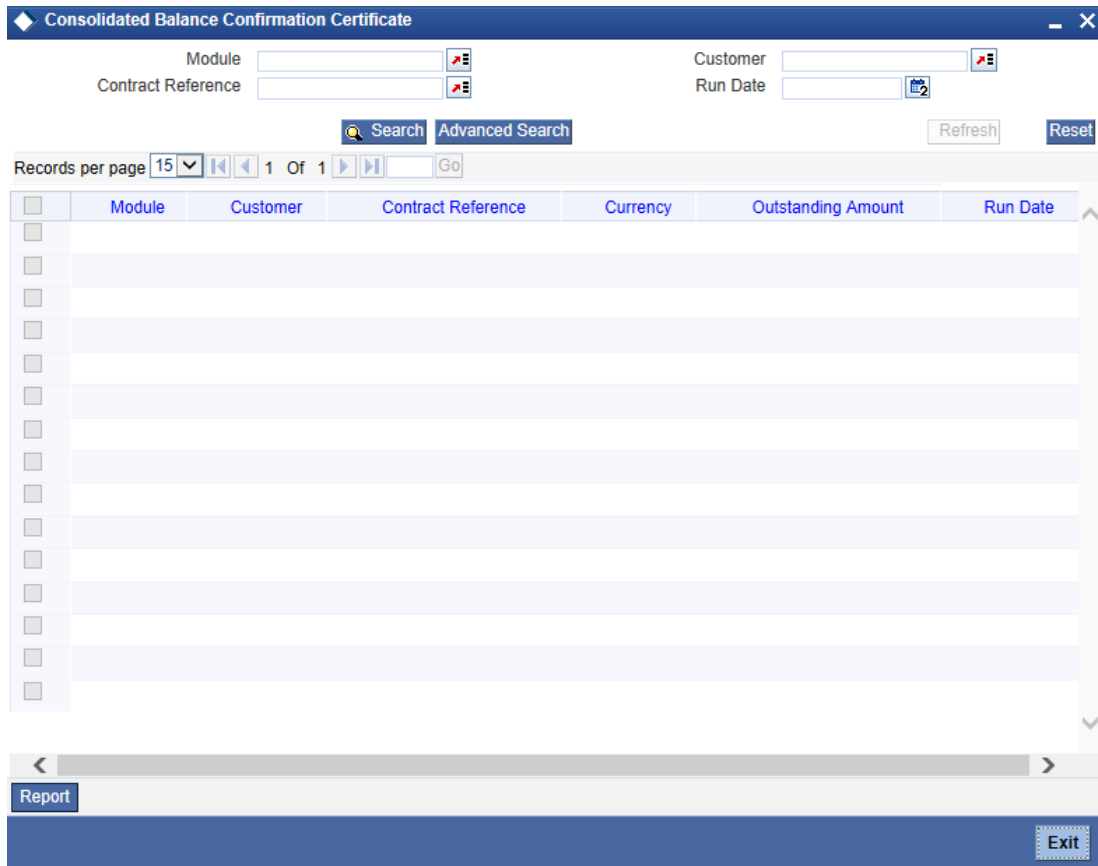 Consolidated Balance Confirmation Certificate
Module Customer
Contract Reference Run Date
Search Advanced Search Refresh Reset
Records per page 15 1 Of 1 Go
Module Customer Contract Reference Currency Outstanding Amount Run Date
Report
Exit